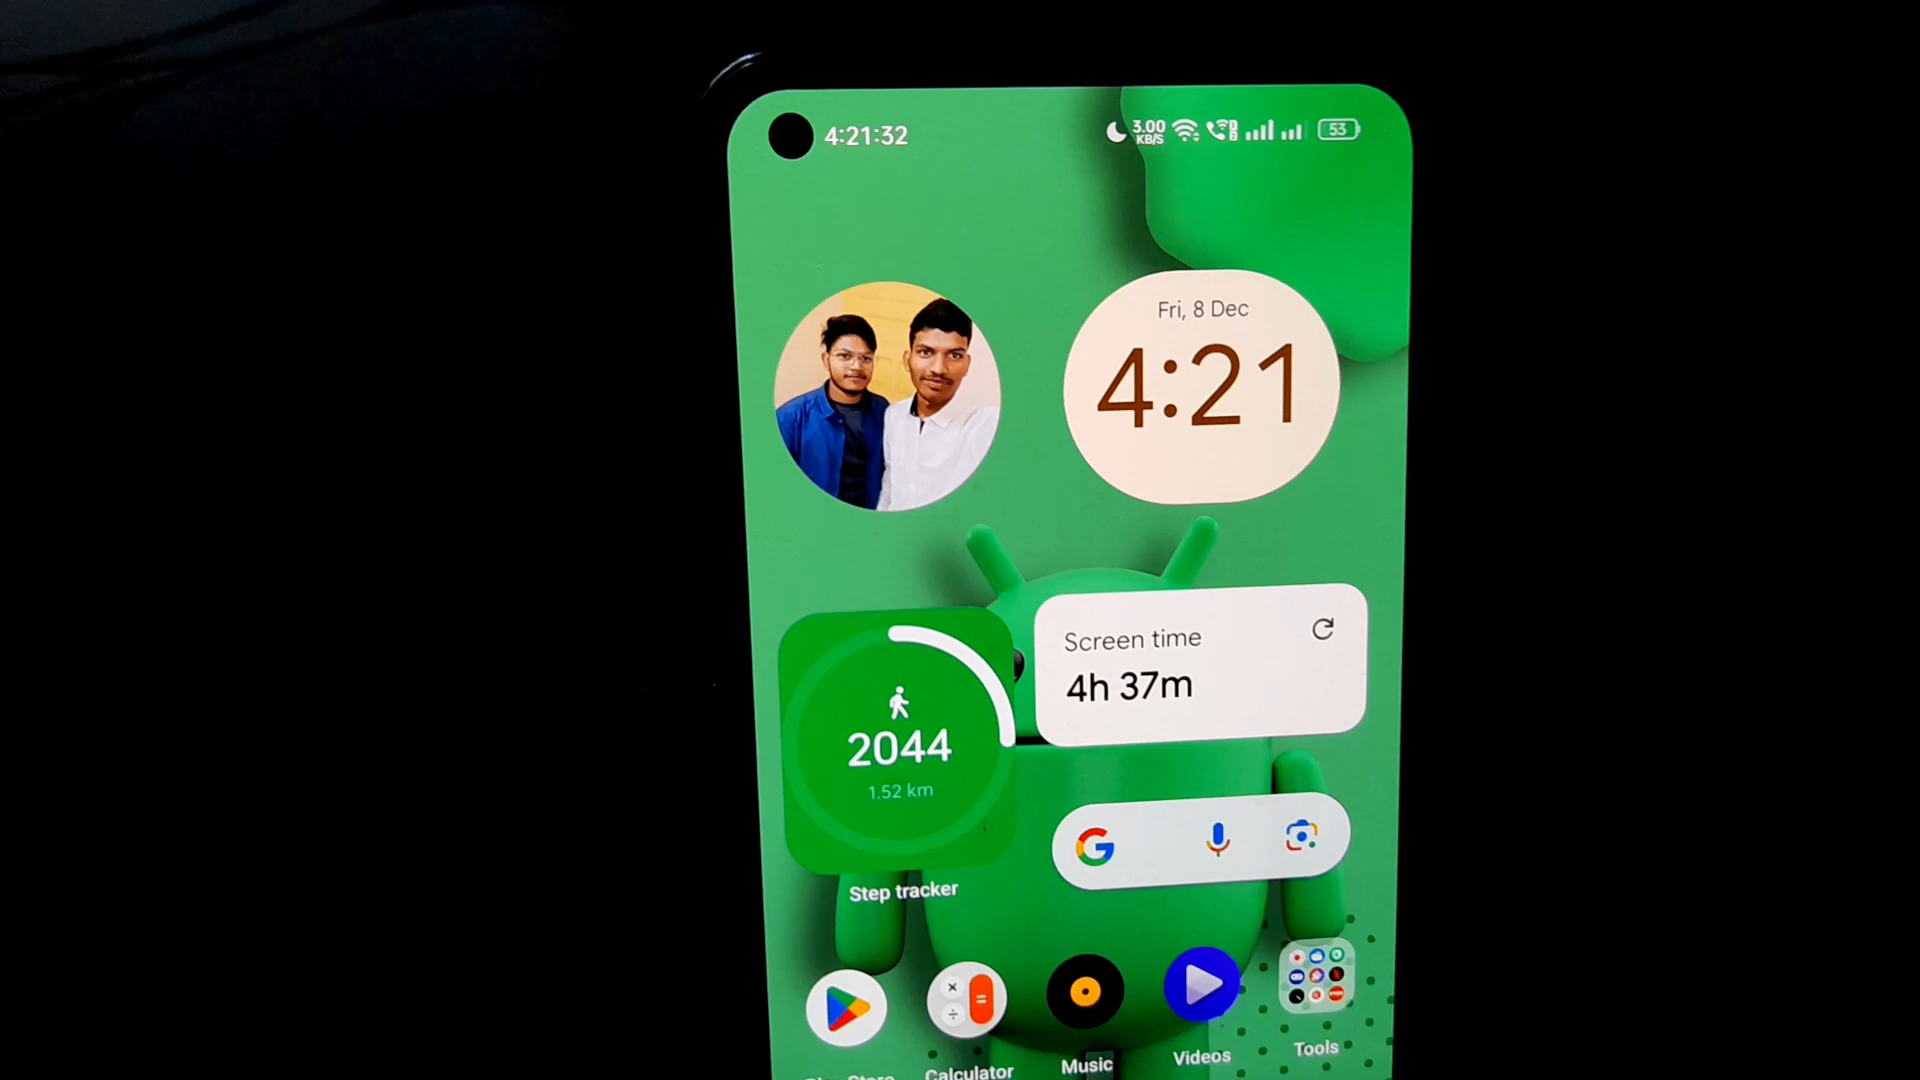 4:21:32
3.00
KB/S
53
Fri, 8 Dec
4:21
Screen time
4h 37m
2044
1.52 km
Step tracker
Calculator
Music
Videos
Tools